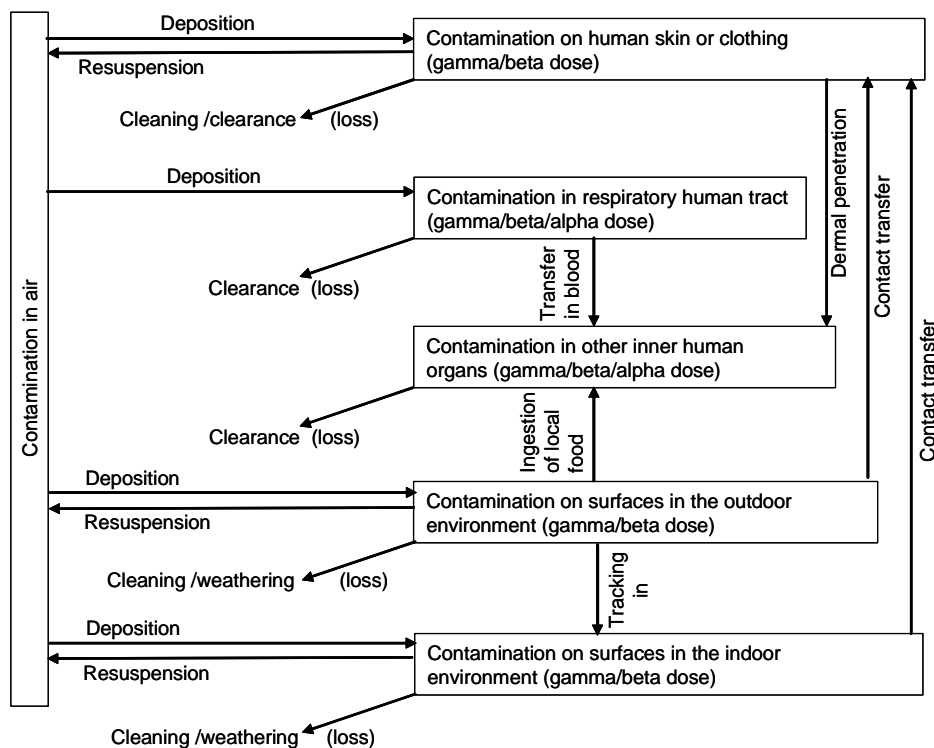 Deposition
Contamination on human skin or clothing
(gamma/beta dose)
Resuspension
Cleaning /clearance (loss)
Dermal penetration
Contact transfer
Contact transfer
Deposition
Contamination in respiratory human tract
(gamma/beta/alpha dose)
Clearance (loss)
Transfer
in blood
Contamination in air
Contamination in other inner human
organs (gamma/beta/alpha dose)
Clearance (loss)
Ingestion
of local
food
Deposition
Contamination on surfaces in the outdoor
environment (gamma/beta dose)
Resuspension
Cleaning /weathering (loss)
Tracking
in
Deposition
Contamination on surfaces in the indoor
environment (gamma/beta dose)
Resuspension
Cleaning /weathering (loss)